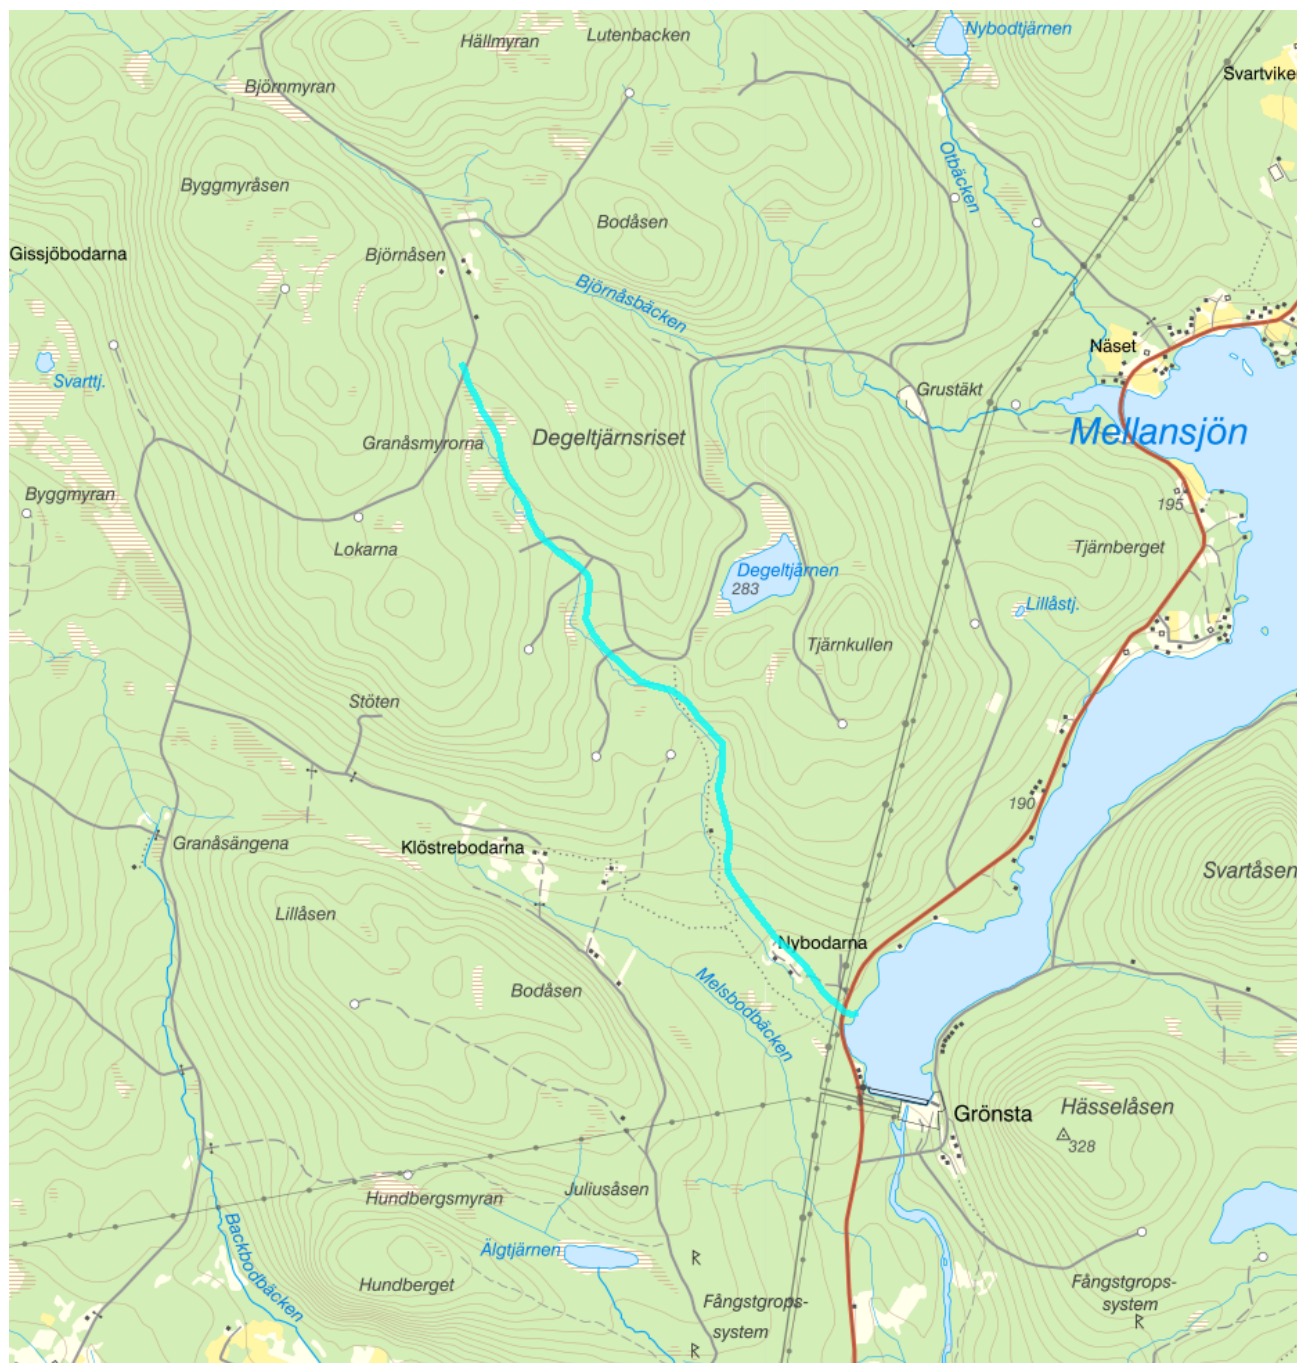 Nybodtjärnen
Hällmyran
Lutenbacken
Svartvike
Björnmyran
Otbäcken
Byggmyråsen
Bodåsen
Gissjöbodarna
Björnåsen
Björnåsbäcken
Näset
Svarttj.
Grustäkt
Mellansjön
Granåsmyrorna
Degeltjärnsriset
Byggmyran
195
Lokarna
Tjärnberget
Degeltjärnen
283
Lillåstj.
Tjärnkullen
Stöten
190
Granåsängena
Klöstrebodarna
Svartåsen
Lillåsen
Nybodarna
Bodåsen
Melsbodbäcken
Grönsta
Hässelåsen
328
Hundbergsmyran
Juliusåsen
Backbodbäcken
Älgtjärnen
Hundberget
R
Fångstgrops-
system
Fångstgrops-
system
R
R